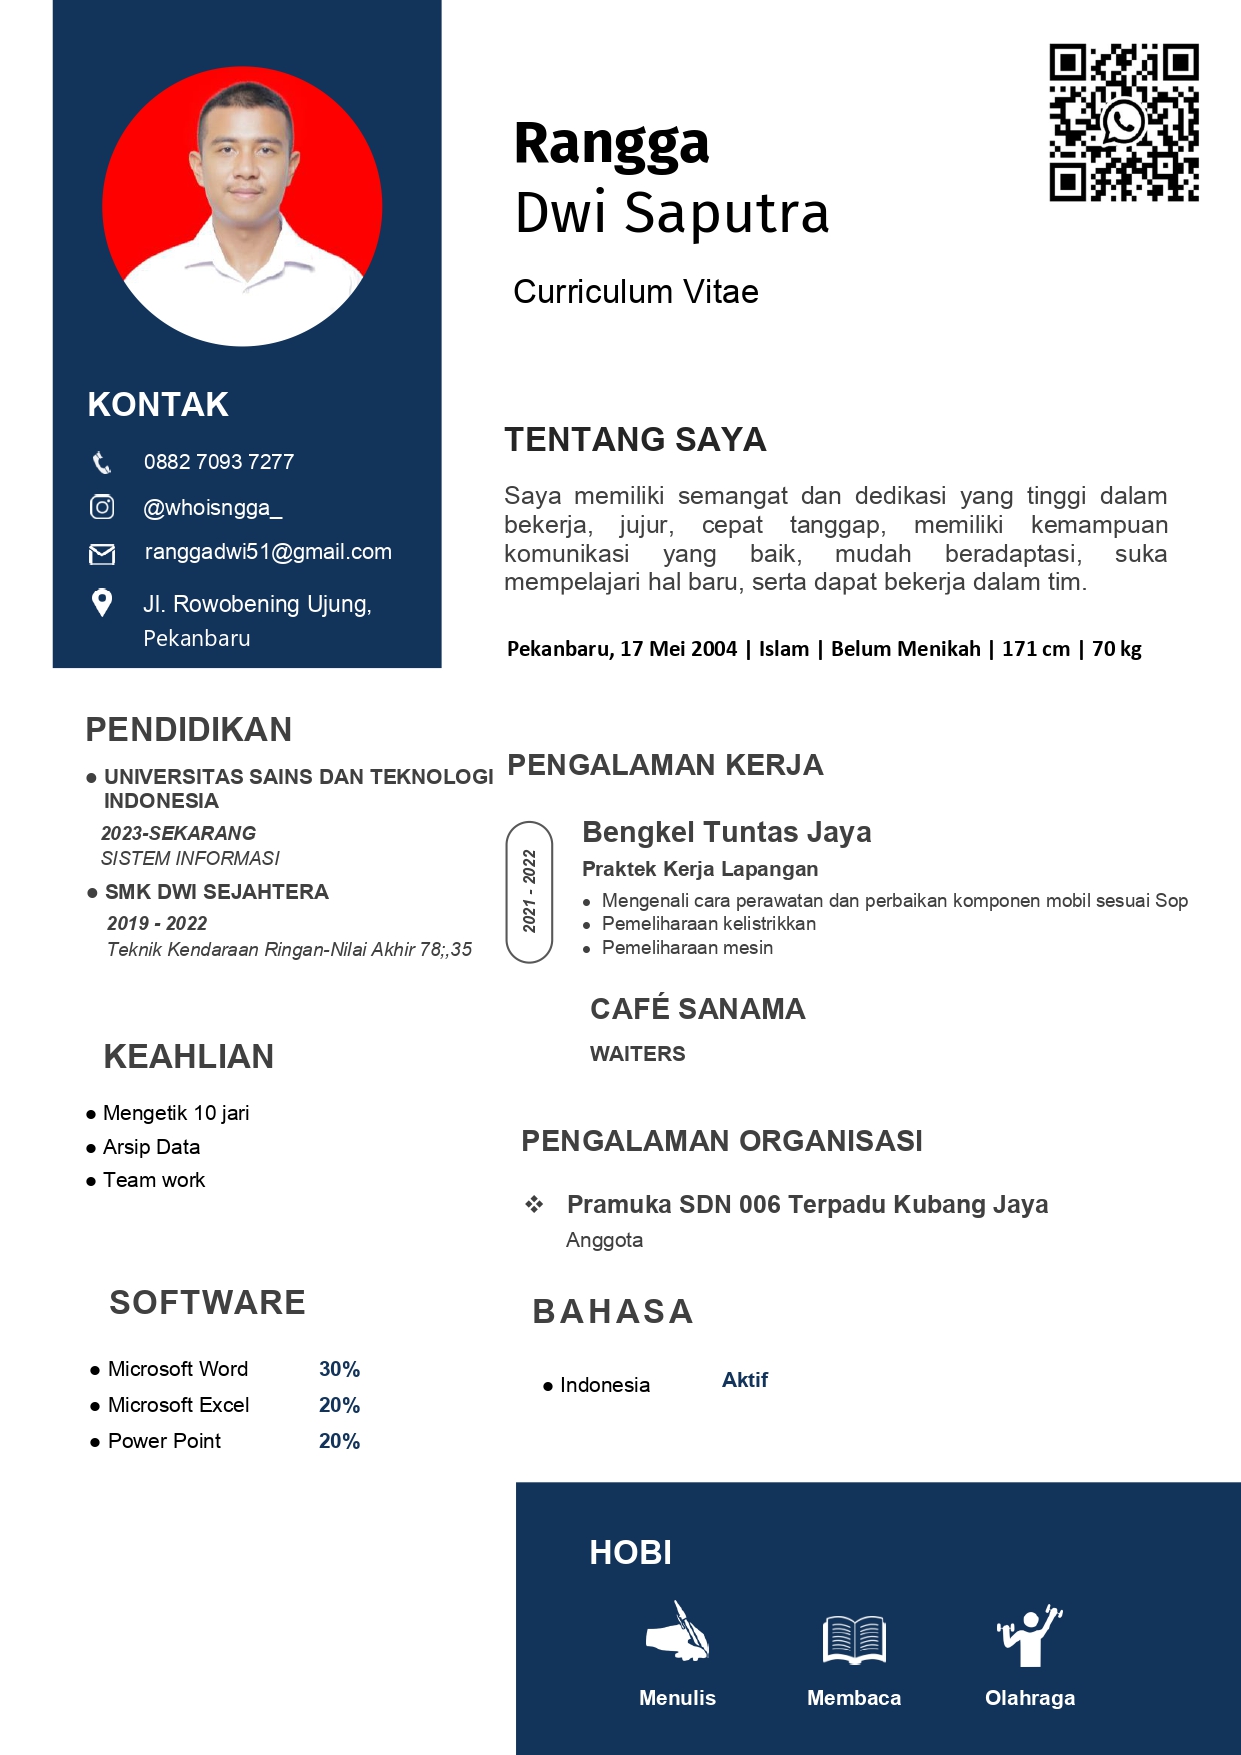 Rangga
Dwi Saputra
Curriculum Vitae
KONTAK
0882 7093 7277
@whoisngga_
ranggadwi51@gmail.com
Jl. Rowobening Ujung,
Pekanbaru
TENTANG SAYA
Saya memiliki semangat dan dedikasi yang tinggi dalam
bekerja, jujur, cepat tanggap, memiliki kemampuan
komunikasi yang baik, mudah beradaptasi, suka
mempelajari hal baru, serta dapat bekerja dalam tim.
Pekanbaru, 17 Mei 2004 | Islam | Belum Menikah | 171 cm | 70 kg
PENDIDIKAN
● UNIVERSITAS SAINS DAN TEKNOLOGI
INDONESIA
2023-SEKARANG
SISTEM INFORMASI
● SMK DWI SEJAHTERA
2019 - 2022
Teknik Kendaraan Ringan-Nilai Akhir 78;,35
KEAHLIAN
● Mengetik 10 jari
● Arsip Data
● Team work
SOFTWARE
● Microsoft Word 30%
● Microsoft Excel 20%
● Power Point 20%
PENGALAMAN KERJA
2021 - 2022
Bengkel Tuntas Jaya
Praktek Kerja Lapangan
● Mengenali cara perawatan dan perbaikan komponen mobil sesuai Sop
● Pemeliharaan kelistrikkan
● Pemeliharaan mesin
CAFÉ SANAMA
WAITERS
PENGALAMAN ORGANISASI
❖ Pramuka SDN 006 Terpadu Kubang Jaya
Anggota
BAHASA
● Indonesia Aktif
HOBI
Menulis Membaca Olahraga